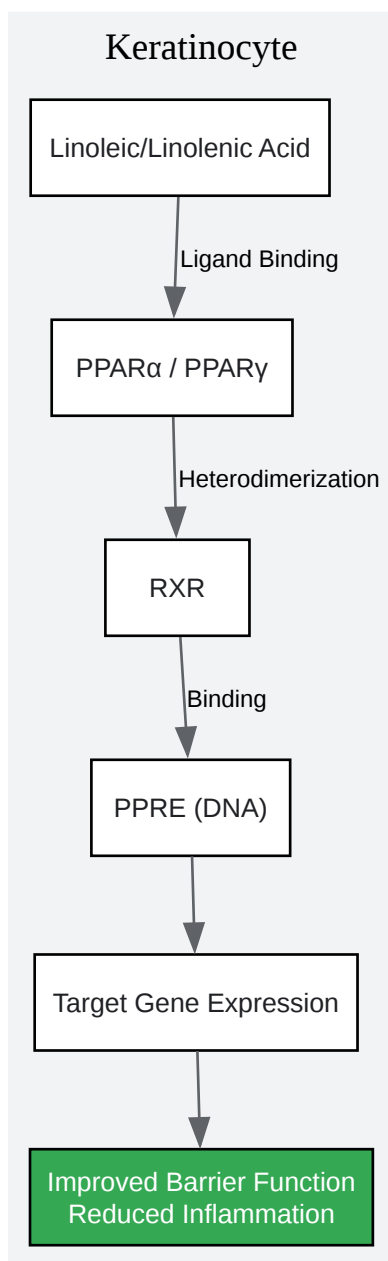 Keratinocyte
Linoleic/Linolenic Acid
Ligand Binding
PPARα / PPARγ
Heterodimerization
RXR
Binding
PPRE (DNA)
Target Gene Expression
Improved Barrier Function
Reduced Inflammation